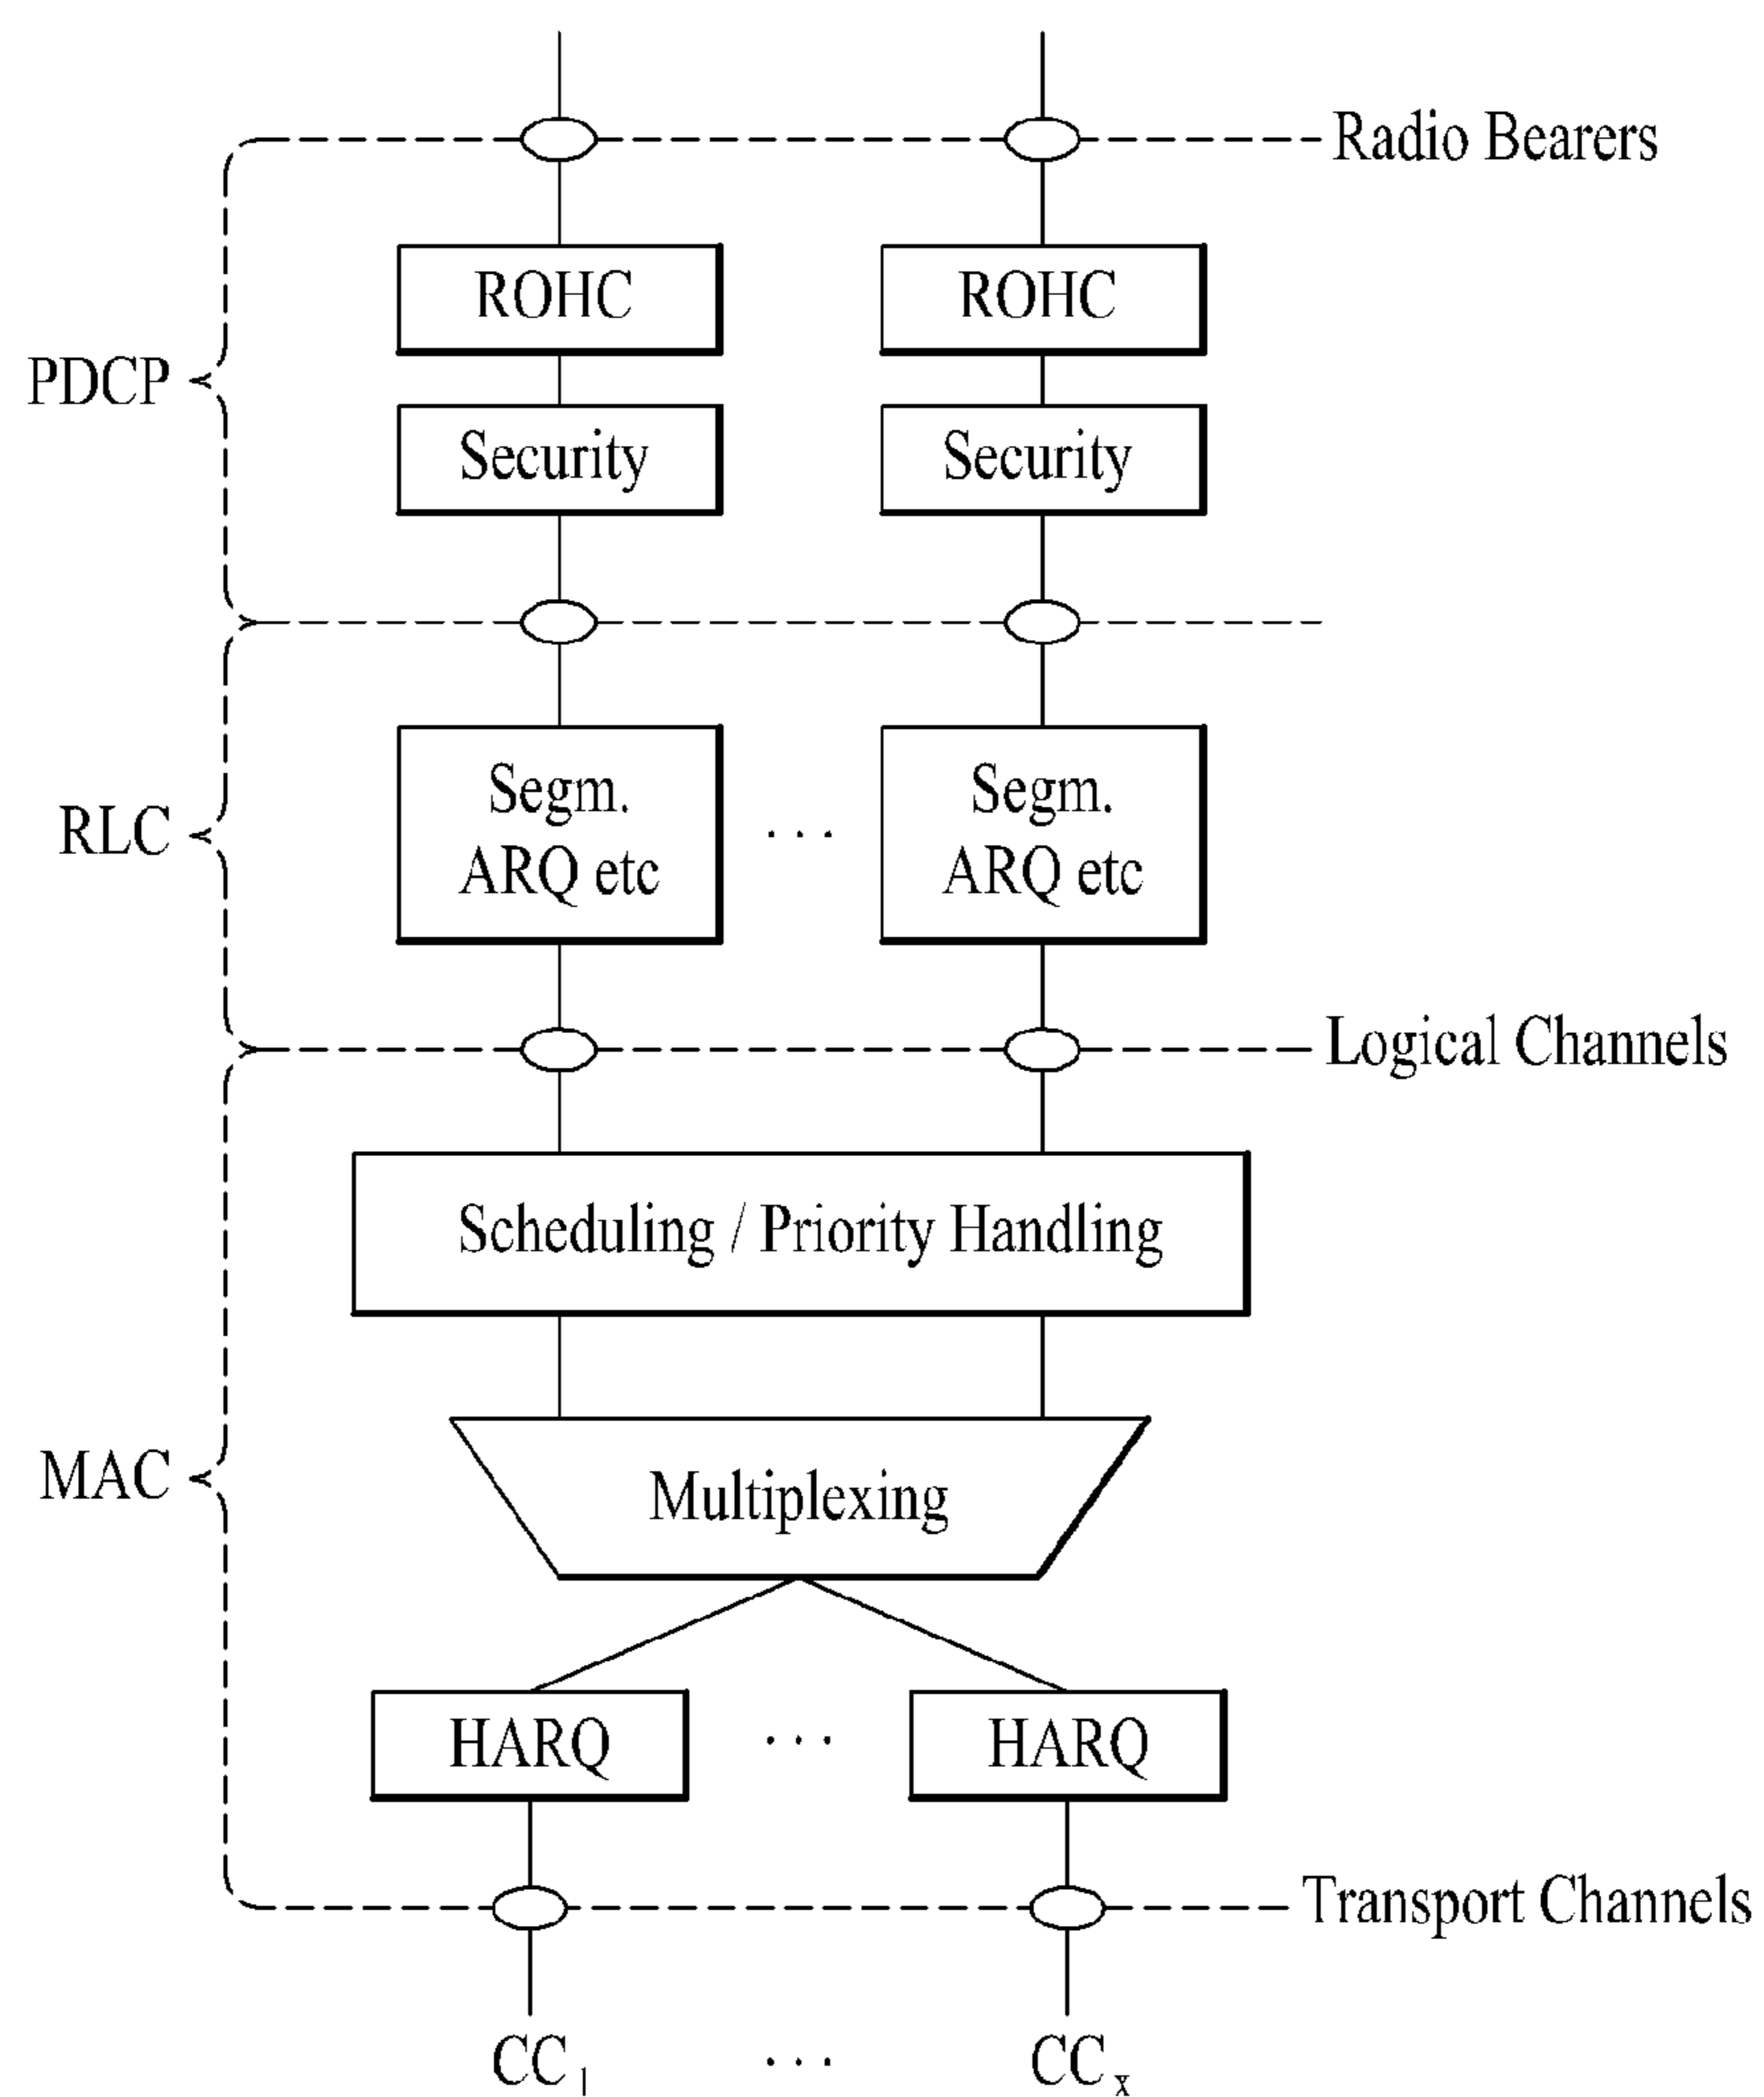 Radio Bearers
ROHC ROHC
PDCP
Security Security
Segm. Segm.
RLC ...
ARQ etc ARQ etc
Logical Channels
Scheduling / Priority Handling
MAC
Multiplexing
HARQ ... HARQ
Transport Channels
CC1 ... CCx